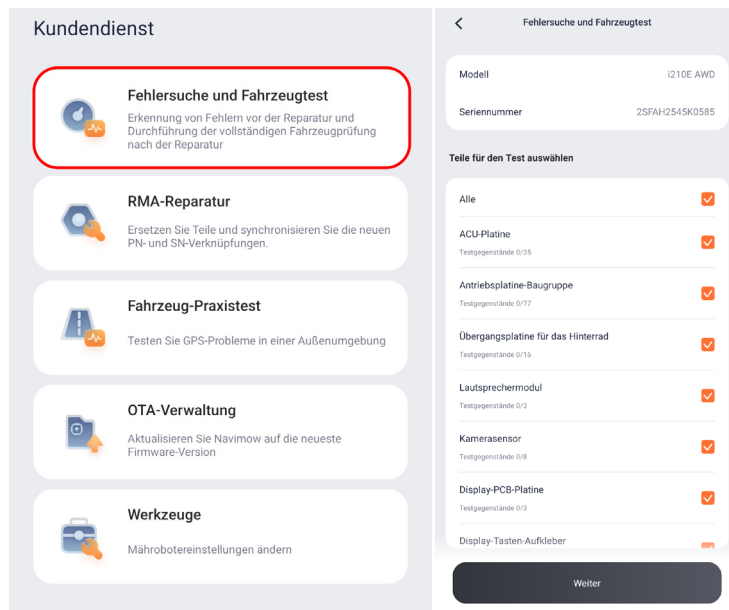 Kundendienst
Fehlersuche und Fahrzeugtest
Erkennung von Fehlern vor der Reparatur und
Durchführung der vollständigen Fahrzeugprüfung
nach der Reparatur
RMA-Reparatur
Ersetzen Sie Teile und synchronisieren Sie die neuen
PN- und SN-Verknüpfungen.
Fahrzeug-Praxistest
Testen Sie GPS-Probleme in einer Außenumgebung
OTA-Verwaltung
Aktualisieren Sie Navimow auf die neueste
Firmware-Version
Werkzeuge
Mährobotereinstellungen ändern
Fehlersuche und Fahrzeugtest
Modell i210E AWD
Seriennummer 2SFAH2545K0585
Teile für den Test auswählen
Alle
ACU-Platine
Testgegenstände 0/35
Antriebsplatine-Baugruppe
Testgegenstände 0/77
Übergangsplatine für das Hinterrad
Testgegenstände 0/16
Lautsprechermodul
Testgegenstände 0/3
Kamerasensor
Testgegenstände 0/8
Display-PCB-Platine
Testgegenstände 0/3
Display-Tasten-Aufkleber
Weiter